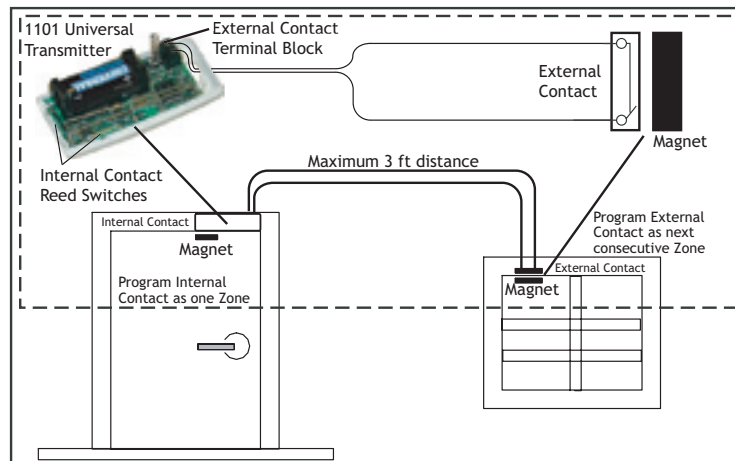 1101 Universal
Transmitter
External Contact
Terminal Block
External
Contact
Magnet
Internal Contact
Reed Switches
Maximum 3 ft distance
Internal Contact
Magnet
Program External
Contact as next
consecutive Zone
External Contact
Magnet
Program Internal
Contact as one Zone